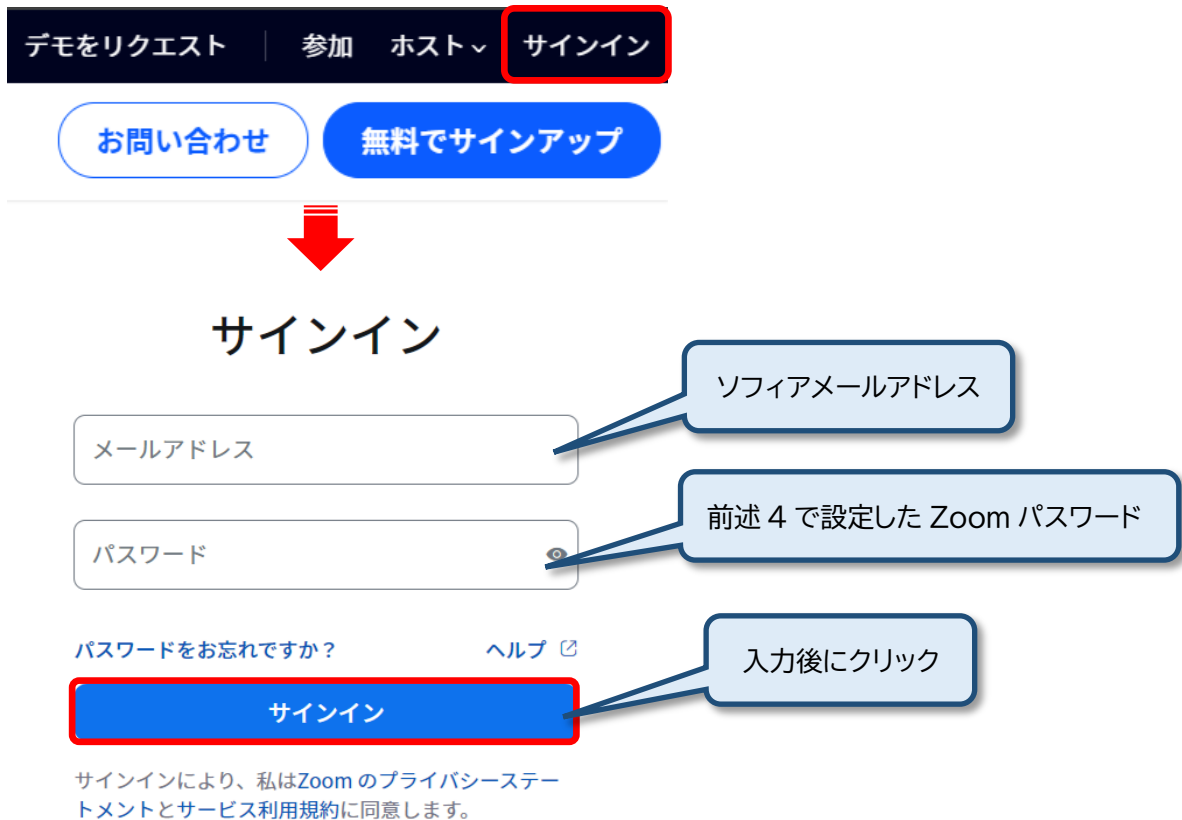 デモをリクエスト 参加 ホスト サインイン
お問い合わせ 無料でサインアップ
サインイン
ソフィアメールアドレス
メールアドレス
前述 4 で設定した Zoom パスワード
パスワード
パスワードをお忘れですか？ ヘルプ
入力後にクリック
サインイン
サインインにより、私はZoom のプライバシーステー
トメントとサービス利用規約に同意します。